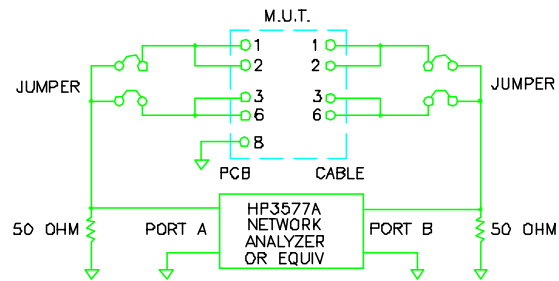 M.U.T.
1 1
2 2
JUMPER JUMPER
3 3
6 6
8
PCB CABLE
50 OHM PORT A HP3577A PORT B 50 OHM
NETWORK
ANALYZER
OR EQUIV